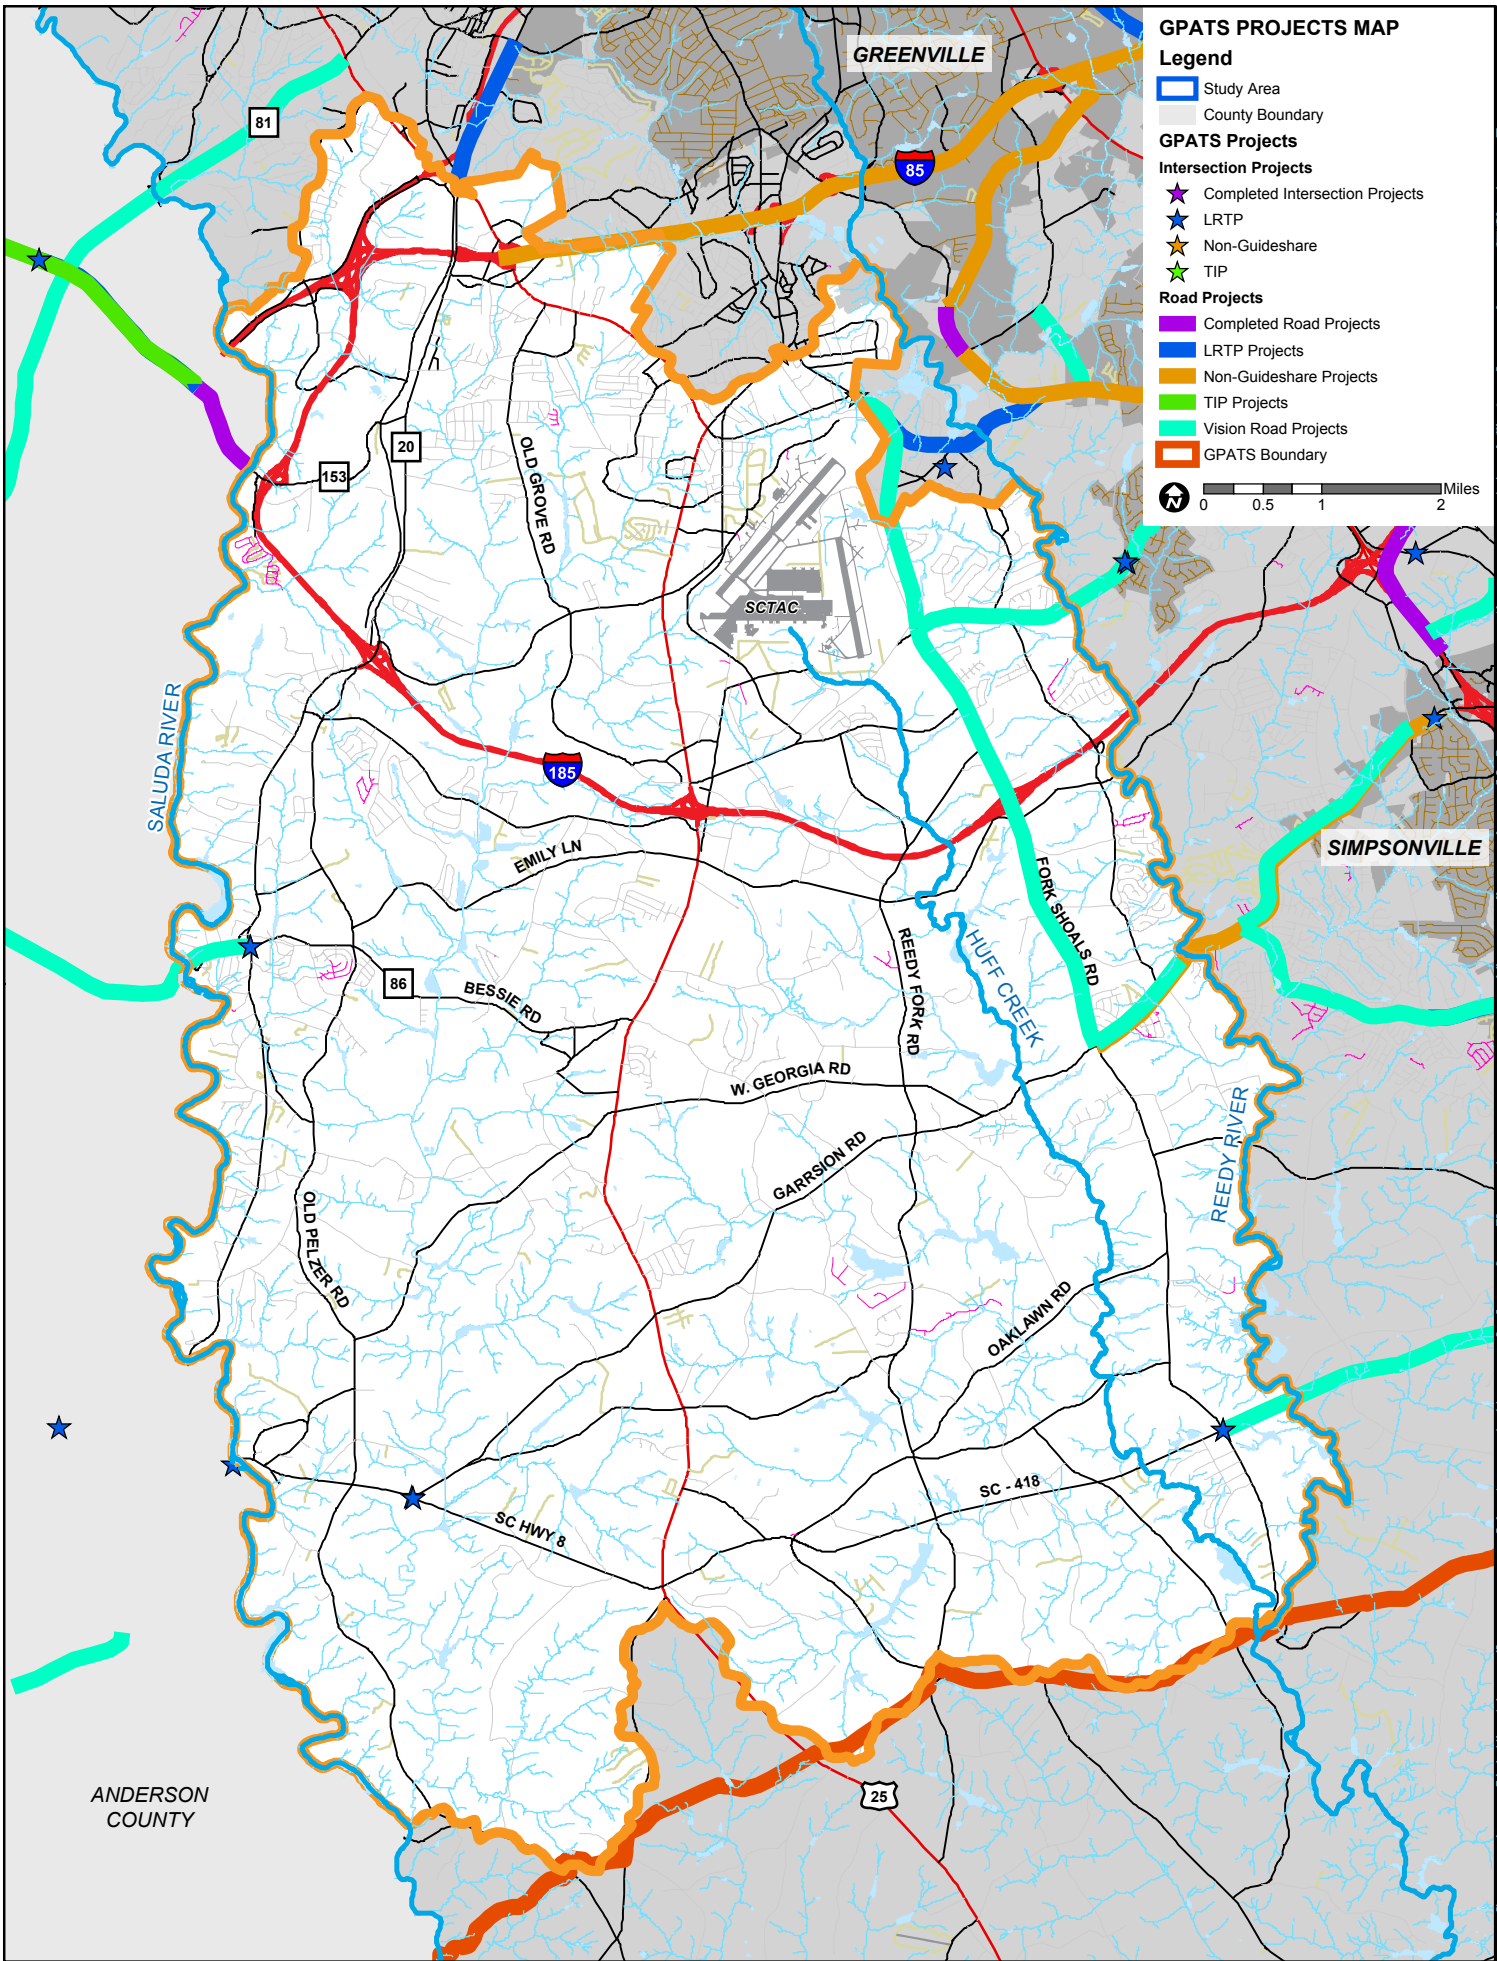 GPATS PROJECTS MAP
Legend
Study Area
County Boundary
GPATS Projects
Intersection Projects
Completed Intersection Projects
LRTP
Non-Guideshare
TIP
Road Projects
Completed Road Projects
LRTP Projects
Non-Guideshare Projects
TIP Projects
Vision Road Projects
GPATS Boundary
N
Miles
0 0.5 1 2
GREENVILLE
81
85
20
153
OLD GROVE RD
SCTAC
SALUDA RIVER
185
SIMPSONVILLE
EMILY LN
FORK SHOALS RD
REEDY FORK RD
HUFF CREEK
86
BESSIE RD
W. GEORGIA RD
REEDY RIVER
GARRSION RD
OLD PELZER RD
OAKLAWN RD
SC - 418
SC HWY 8
25
ANDERSON
COUNTY